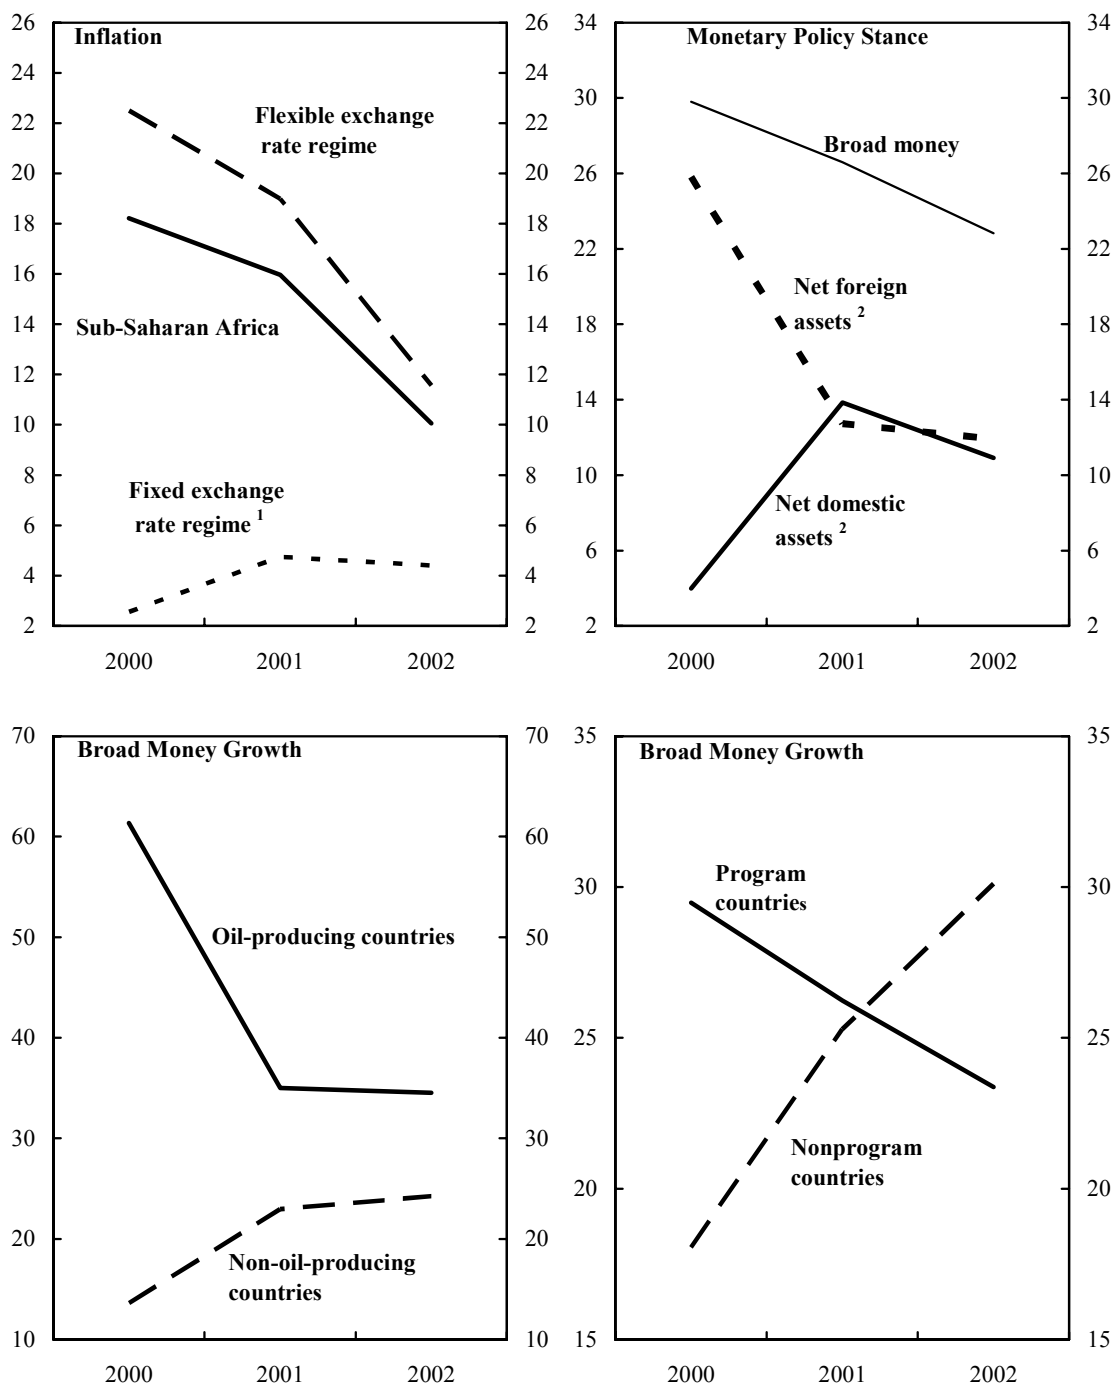 Inflation
26 26
24 24
22 22
20 20
18 18
16 16
14 14
12 12
10 10
8 8
6 6
4 4
2 2
Flexible exchange
rate regime
Sub-Saharan Africa
Fixed exchange
rate regime 1
2000 2001 2002
Monetary Policy Stance
34 34
30 30
26 26
22 22
18 18
14 14
10 10
6 6
2 2
Broad money
Net foreign
assets 2
Net domestic
assets 2
2000 2001 2002
Broad Money Growth
70 70
60 60
50 50
40 40
30 30
20 20
10 10
Oil-producing countries
Non-oil-producing
countries
2000 2001 2002
Broad Money Growth
35 35
30 30
25 25
20 20
15 15
Program
countries
Nonprogram
countries
2000 2001 2002